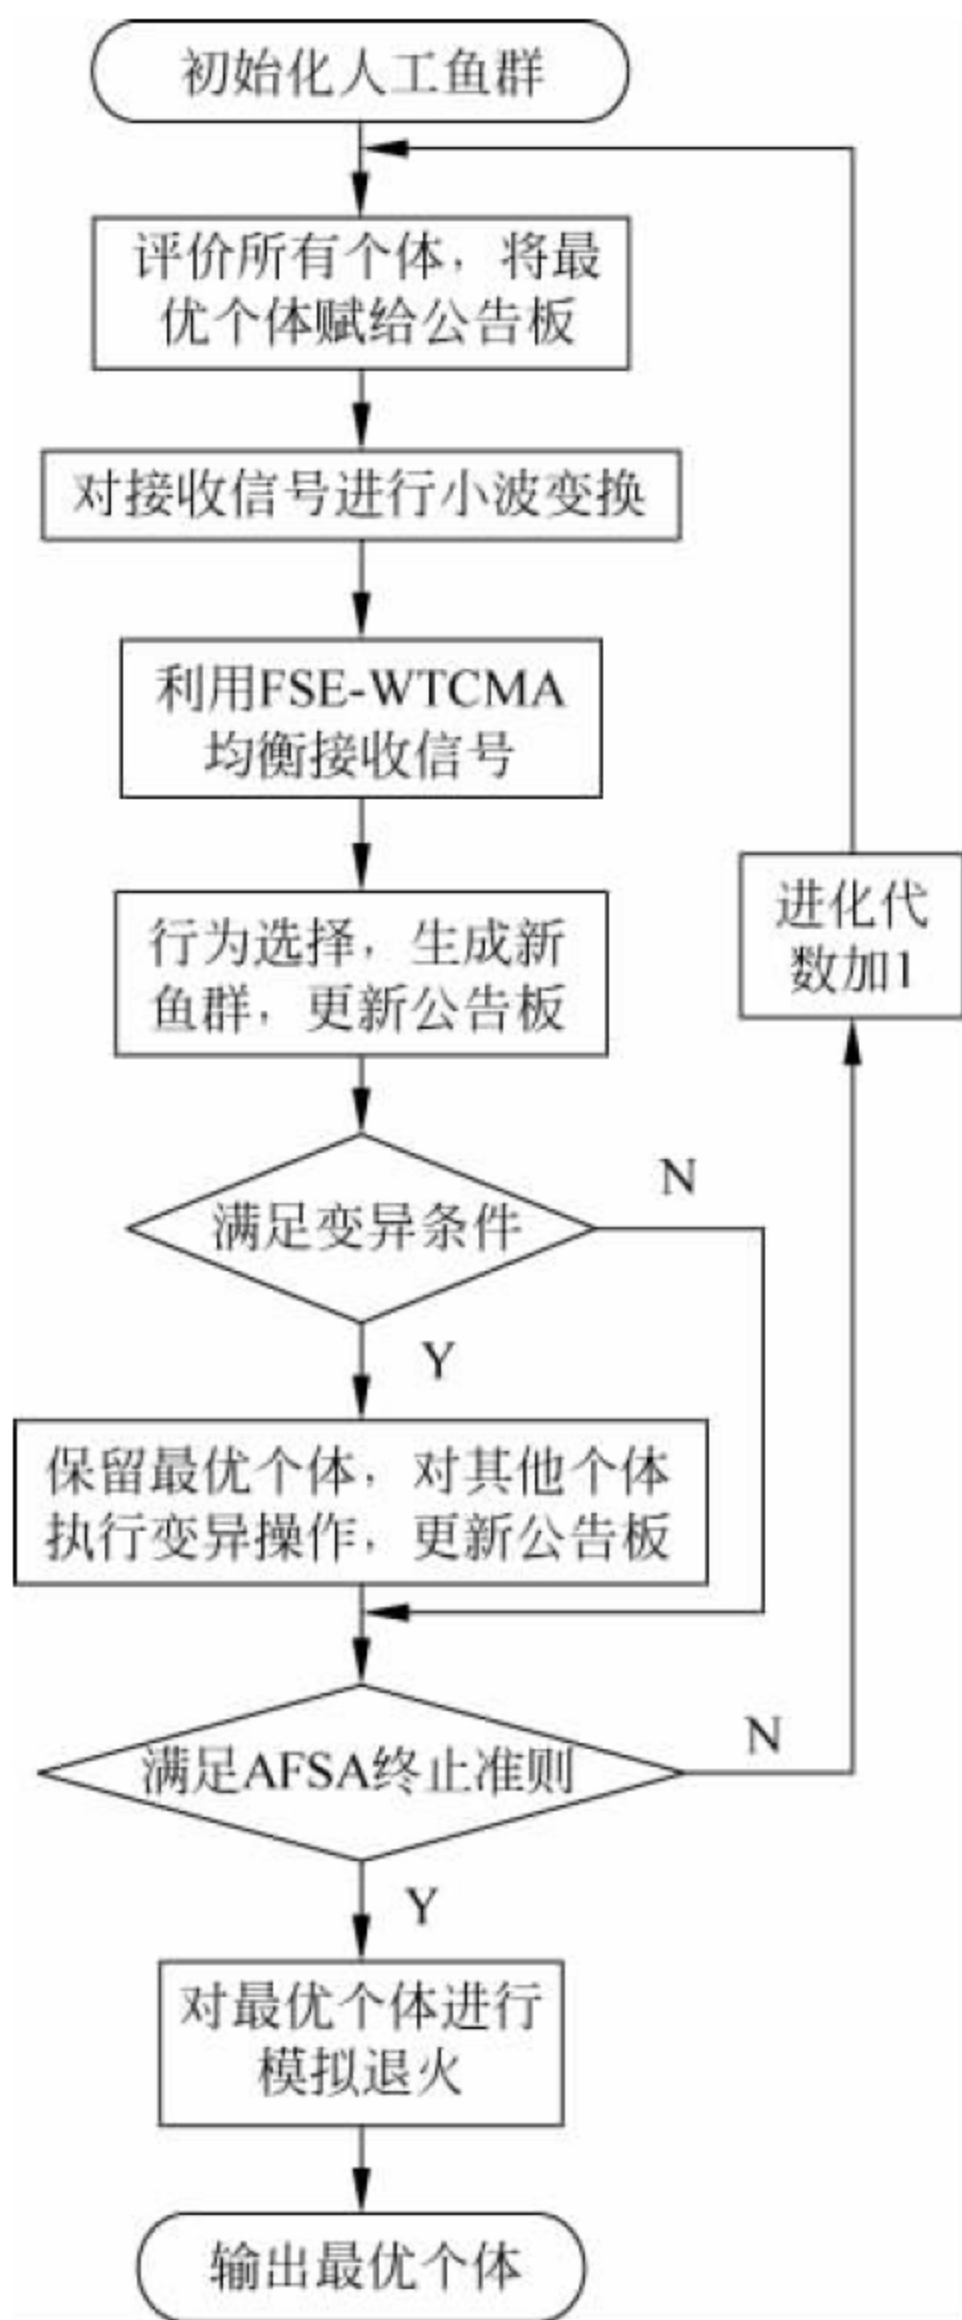 初始化人工鱼群
评价所有个体，将最
优个体赋给公告板
对接收信号进行小波变换
利用FSE-WTCMA
均衡接收信号
行为选择，生成新
鱼群，更新公告板
进化代
数加1
满足变异条件
N
Y
保留最优个体，对其他个体
执行变异操作，更新公告板
满足AFSA终止准则
N
Y
对最优个体进行
模拟退火
输出最优个体